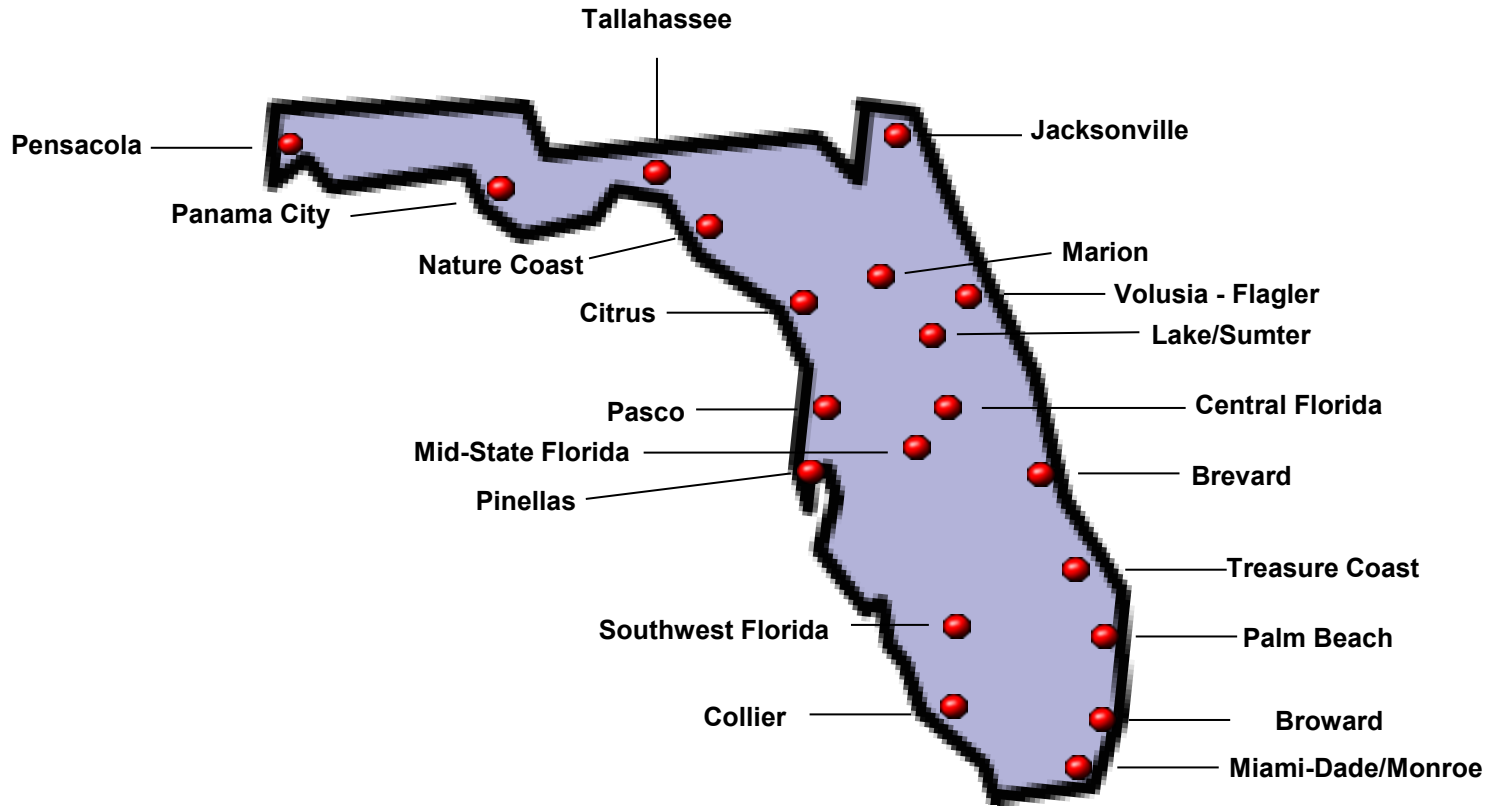 Tallahassee
Jacksonville
Pensacola
Panama City
Nature Coast
Marion
Citrus
Volusia - Flagler
Lake/Sumter
Pasco
Central Florida
Mid-State Florida
Brevard
Pinellas
Treasure Coast
Southwest Florida
Palm Beach
Collier
Broward
Miami-Dade/Monroe